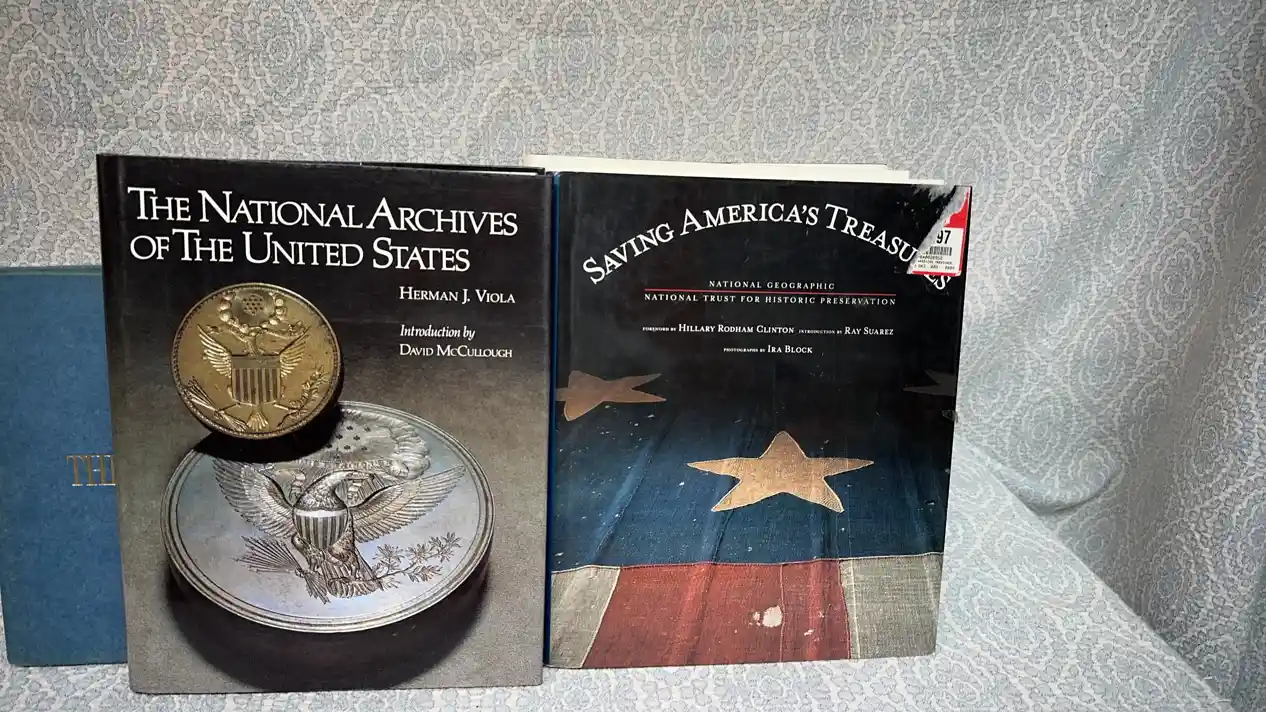 THE NATIONAL ARCHIVES
OF THE UNITED STATES
HERMAN J. VIOLA
Introduction by
DAVID MCCULLOUGH
THE
SAVING AMERICA'S TREASURES
97
NATIONAL GEOGRAPHIC
NATIONAL TRUST FOR HISTORIC PRESERVATION
FOREWORD BY HILLARY RODHAM CLINTON INTRODUCTION BY RAY SUAREZ
PHOTOGRAPHS BY IRA BLOCK